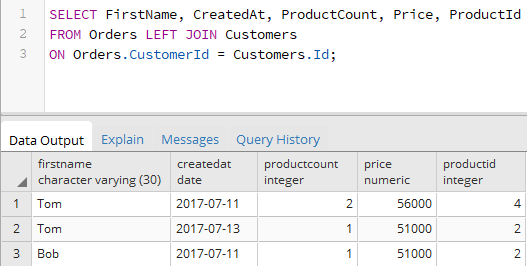 1 SELECT FirstName, CreatedAt, ProductCount, Price, ProductId
2 FROM Orders LEFT JOIN Customers
3 ON Orders.CustomerId = Customers.Id;
Data Output Explain Messages Query History
firstname createdat productcount price productid
character varying (30) date integer numeric integer
1 Tom 2017-07-11 2 56000 4
2 Tom 2017-07-13 1 51000 2
3 Bob 2017-07-11 1 51000 2